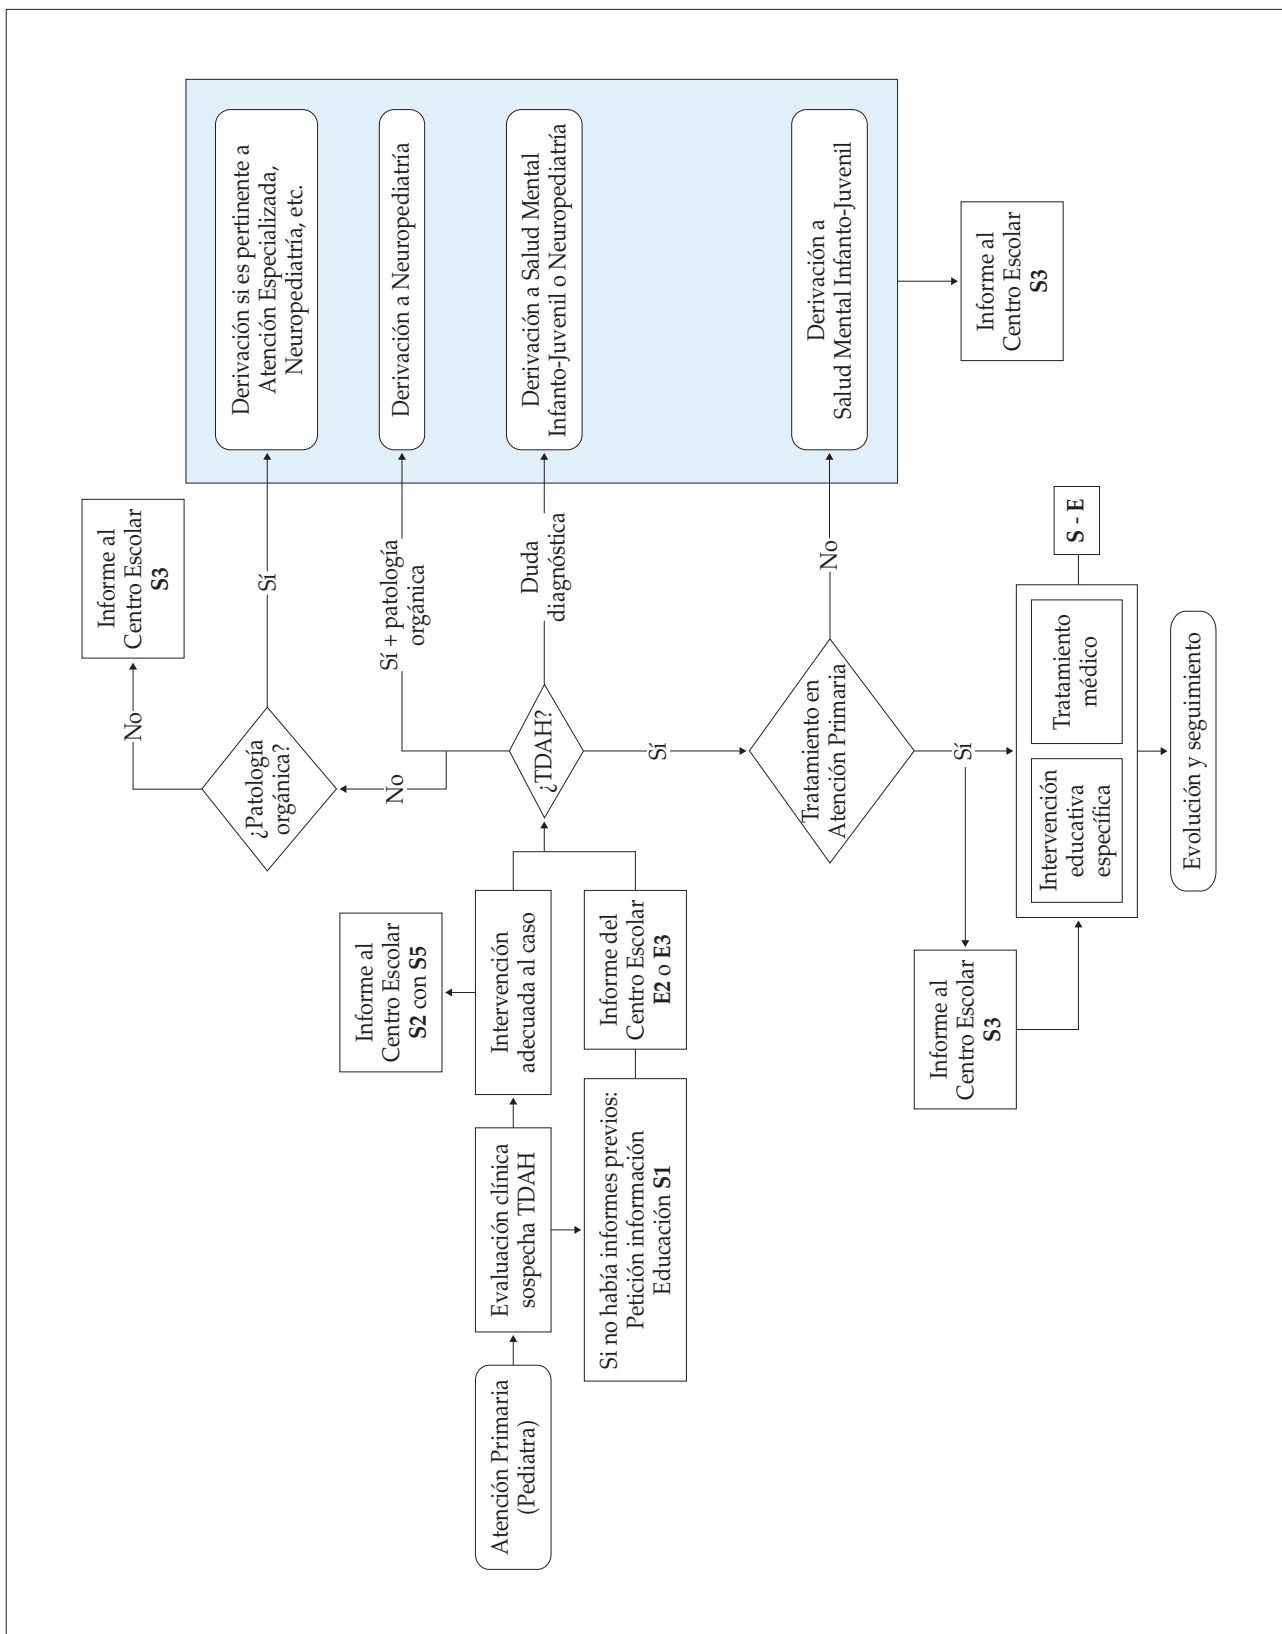 Atención Primaria
(Pediatra)
Evaluación clínica
sospecha TDAH
Si no había informes previos:
Petición información
Educación S1
Informe al
Centro Escolar
S2 con S5
Intervención
adecuada al caso
Informe del
Centro Escolar
E2 o E3
¿TDAH?
No
¿Patología
orgánica?
No
Informe al
Centro Escolar
S3
Sí
Derivación si es pertinente a
Atención Especializada,
Neuropediatría, etc.
Sí + patología
orgánica
Derivación a Neuropediatría
Duda
diagnóstica
Derivación a Salud Mental
Infanto-Juvenil o Neuropediatría
Sí
Tratamiento en
Atención Primaria
No
Derivación a
Salud Mental Infanto-Juvenil
Informe al
Centro Escolar
S3
Sí
Informe al
Centro Escolar
S3
Intervención
educativa
específica
Tratamiento
médico
S - E
Evolución y seguimiento